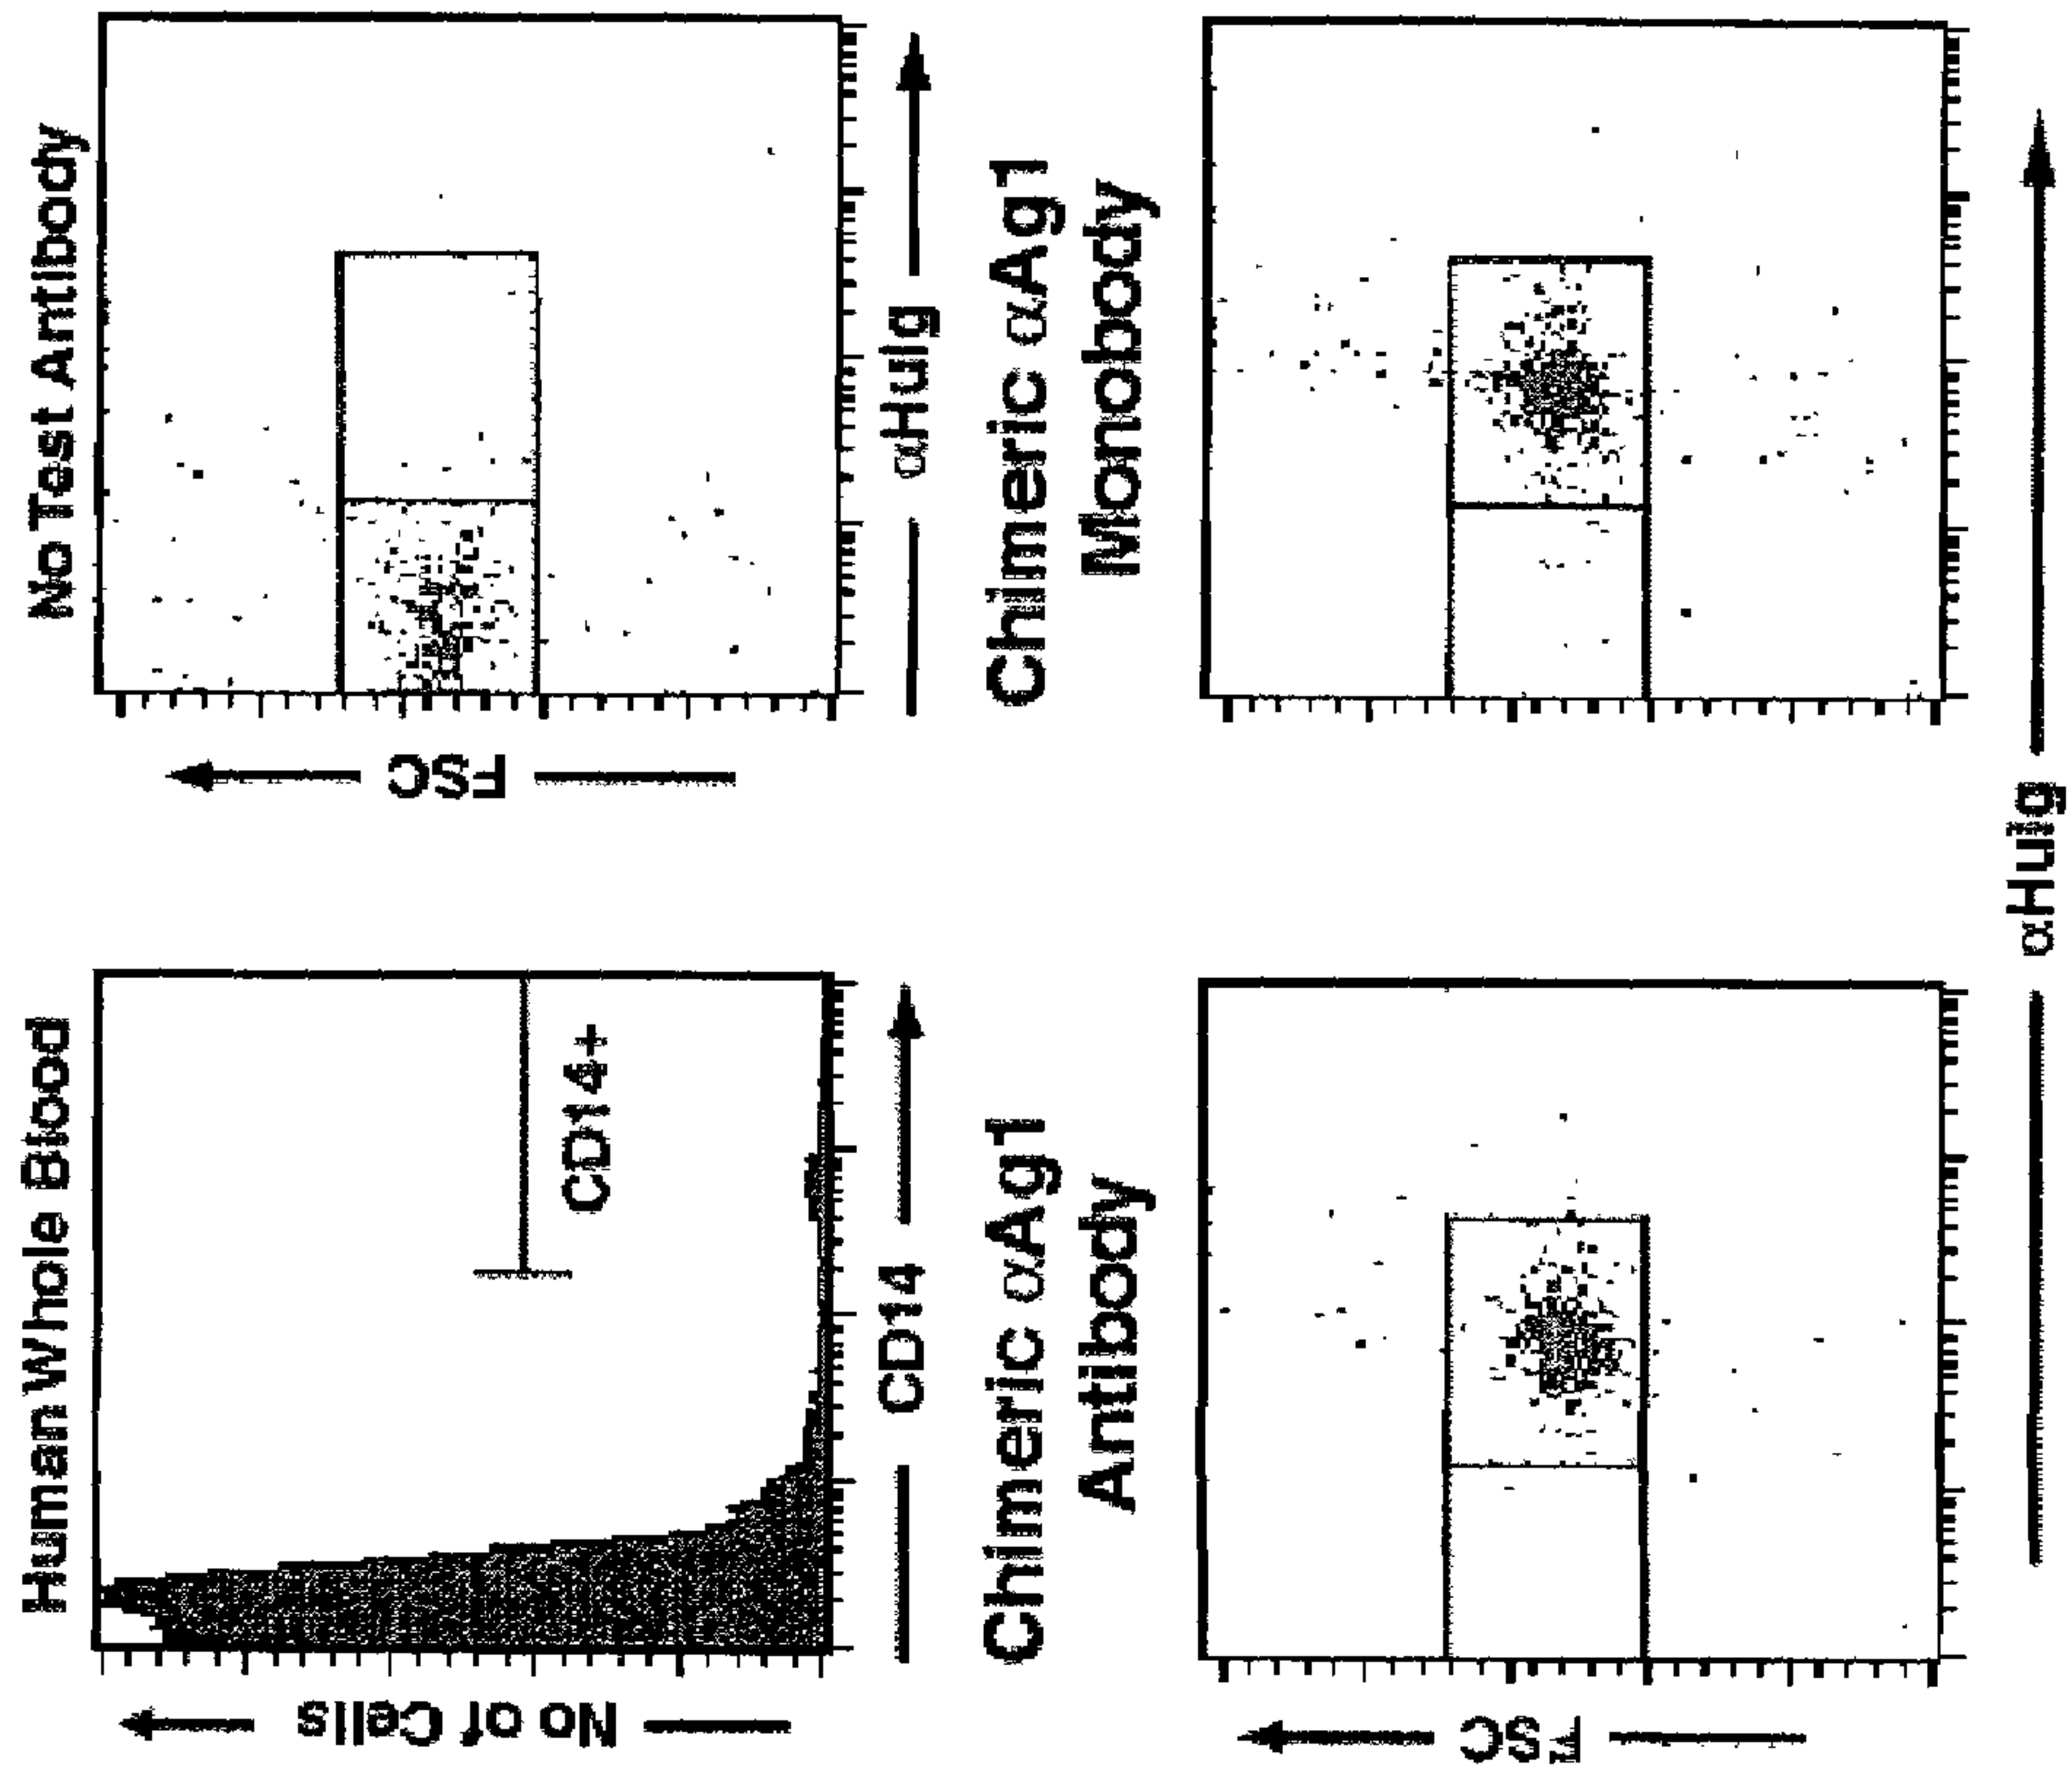 Human Whole Blood
No of Cells
CD14+
CD14
No Test Antibody
FSC
αHuIg
Chimeric αAg1
Antibody
FSC
Chimeric αAg1
Monobody
αHuIg